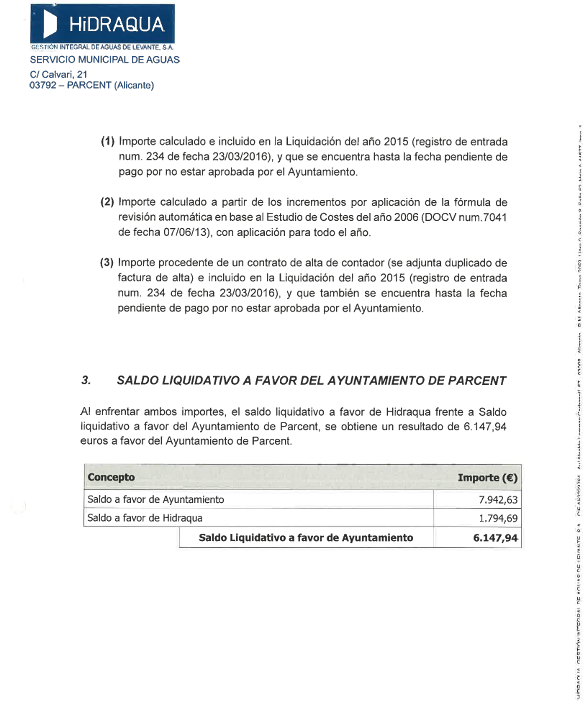 HiDRAQUA
GESTIÓN INTEGRAL DE AGUAS DE LEVANTE, S.A.
SERVICIO MUNICIPAL DE AGUAS
C/ Calvari, 21
03792 – PARCENT (Alicante)
(1) Importe calculado e incluido en la Liquidación del año 2015 (registro de entrada
num. 234 de fecha 23/03/2016), y que se encuentra hasta la fecha pendiente de
pago por no estar aprobada por el Ayuntamiento.
(2) Importe calculado a partir de los incrementos por aplicación de la fórmula de
revisión automática en base al Estudio de Costes del año 2006 (DOCV num.7041
de fecha 07/06/13), con aplicación para todo el año.
(3) Importe procedente de un contrato de alta de contador (se adjunta duplicado de
factura de alta) e incluido en la Liquidación del año 2015 (registro de entrada
num. 234 de fecha 23/03/2016), y que también se encuentra hasta la fecha
pendiente de pago por no estar aprobada por el Ayuntamiento.
3. SALDO LIQUIDATIVO A FAVOR DEL AYUNTAMIENTO DE PARCENT
Al enfrentar ambos importes, el saldo liquidativo a favor de Hidraqua frente a Saldo
liquidativo a favor del Ayuntamiento de Parcent, se obtiene un resultado de 6.147,94
euros a favor del Ayuntamiento de Parcent.
Concepto Importe (€)
Saldo a favor de Ayuntamiento 7.942,63
Saldo a favor de Hidraqua 1.794,69
Saldo Liquidativo a favor de Ayuntamiento 6.147,94
HIDRAQUA, GESTIÓN INTEGRAL DE AGUAS DE LEVANTE, S.A.